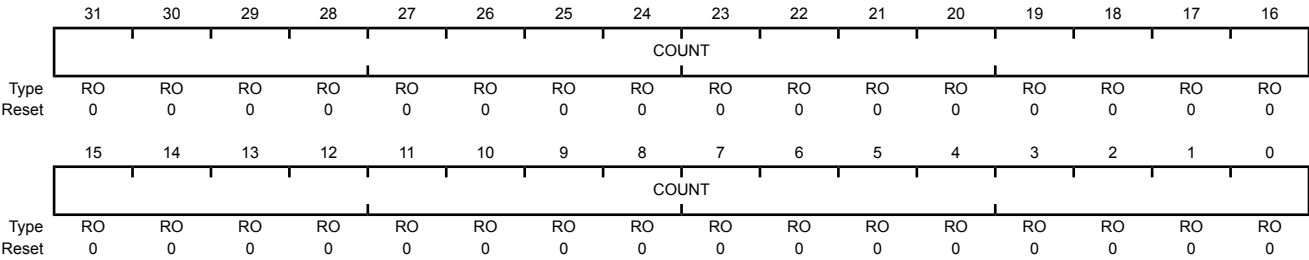 31 30 29 28 27 26 25 24 23 22 21 20 19 18 17 16
COUNT
Type RO RO RO RO RO RO RO RO RO RO RO RO RO RO RO RO
Reset 0 0 0 0 0 0 0 0 0 0 0 0 0 0 0 0
15 14 13 12 11 10 9 8 7 6 5 4 3 2 1 0
COUNT
Type RO RO RO RO RO RO RO RO RO RO RO RO RO RO RO RO
Reset 0 0 0 0 0 0 0 0 0 0 0 0 0 0 0 0